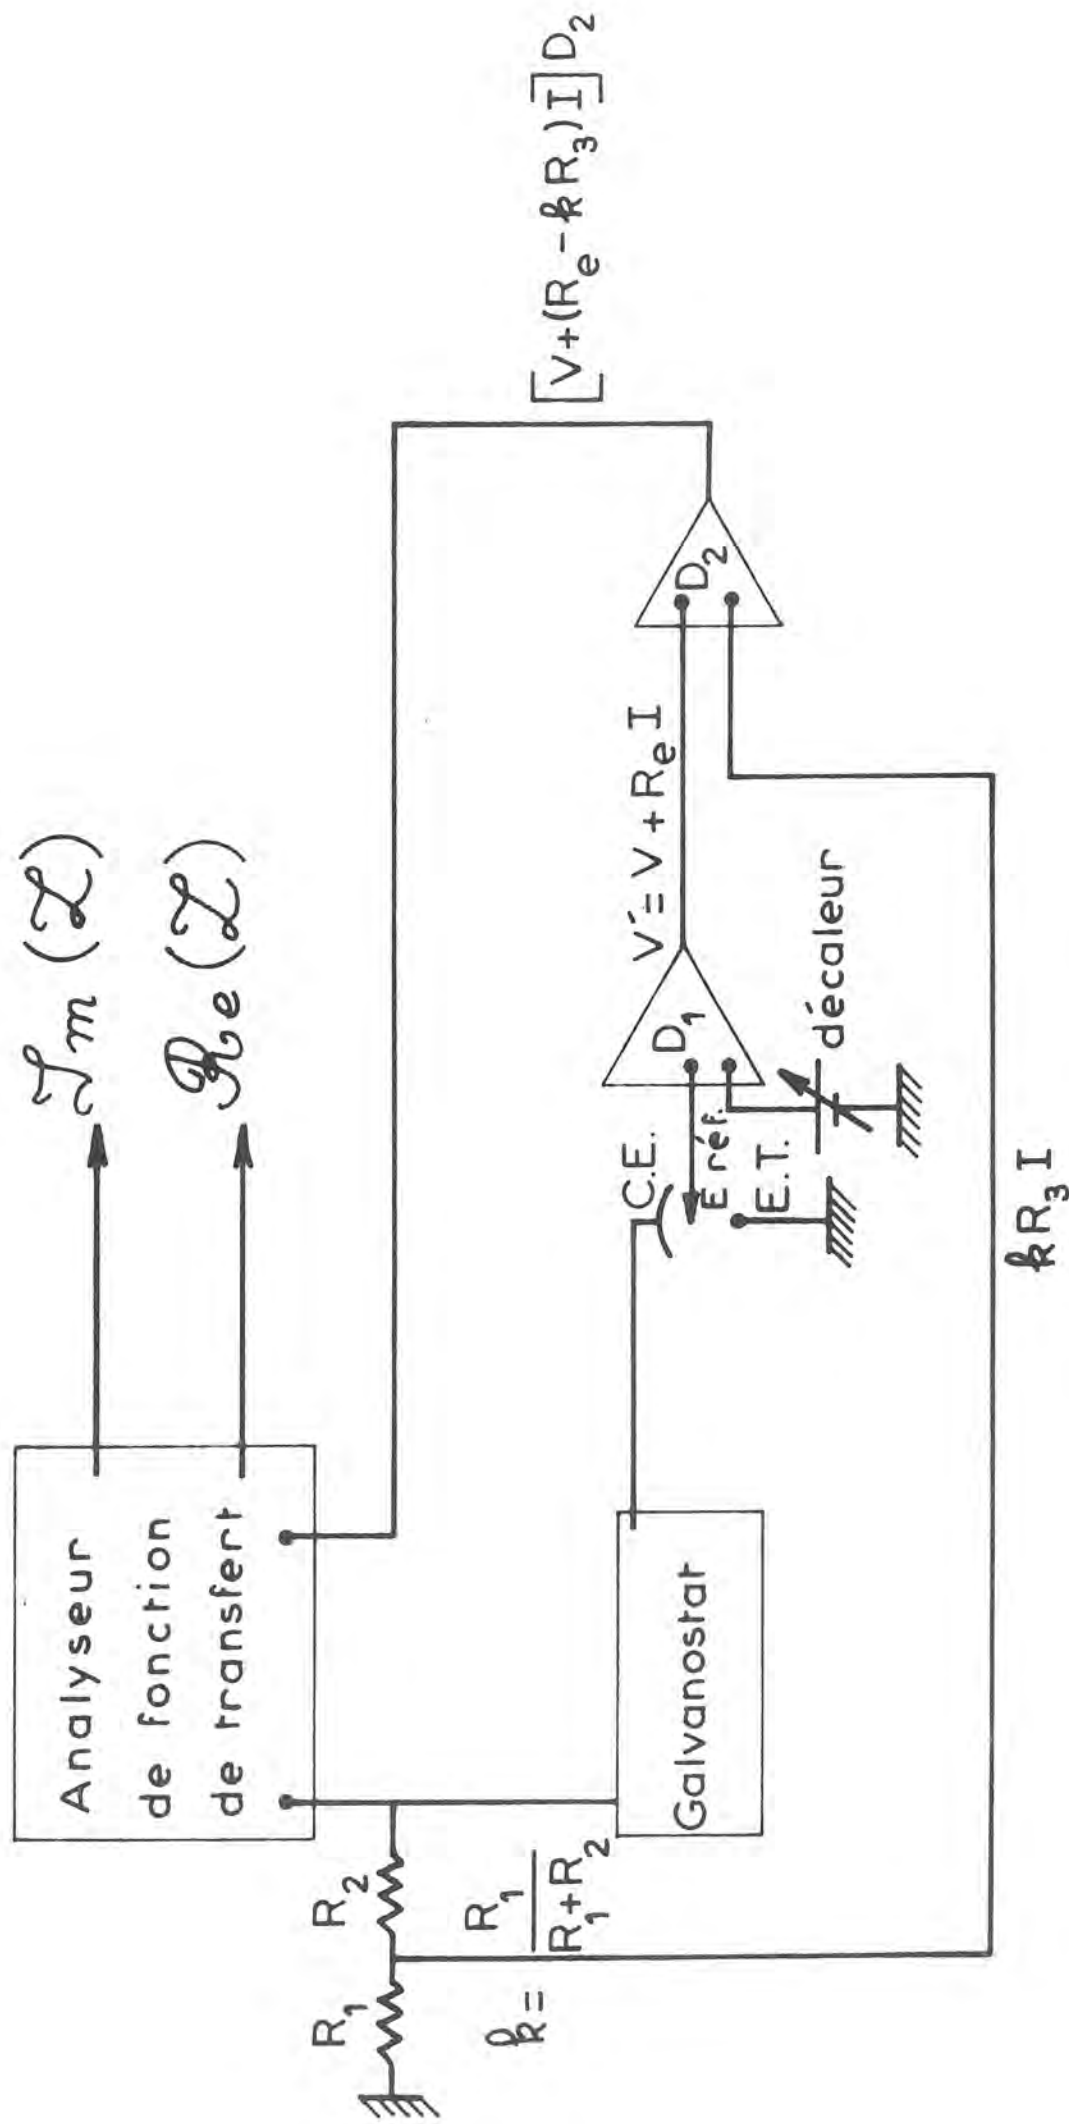 Analyseur
de fonction
de transfert
Im (Z)
Re (Z)
R₁
R₂
k = R₁ / (R₁+R₂)
Galvanostat
C.E.
E réf.
E.T.
D₁
décaleur
V' = V + Rₑ I
D₂
[V+(Rₑ - kR₃) I] D₂
kR₃ I